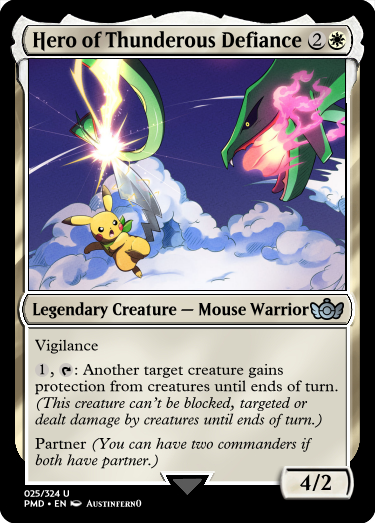 Hero of Thunderous Defiance 2
Legendary Creature — Mouse Warrior
Vigilance
1, : Another target creature gains
protection from creatures until ends of turn.
(This creature can't be blocked, targeted or
dealt damage by creatures until ends of turn.)
Partner (You can have two commanders if
both have partner.)
4/2
025/324 U
PMD • EN Austinfern0